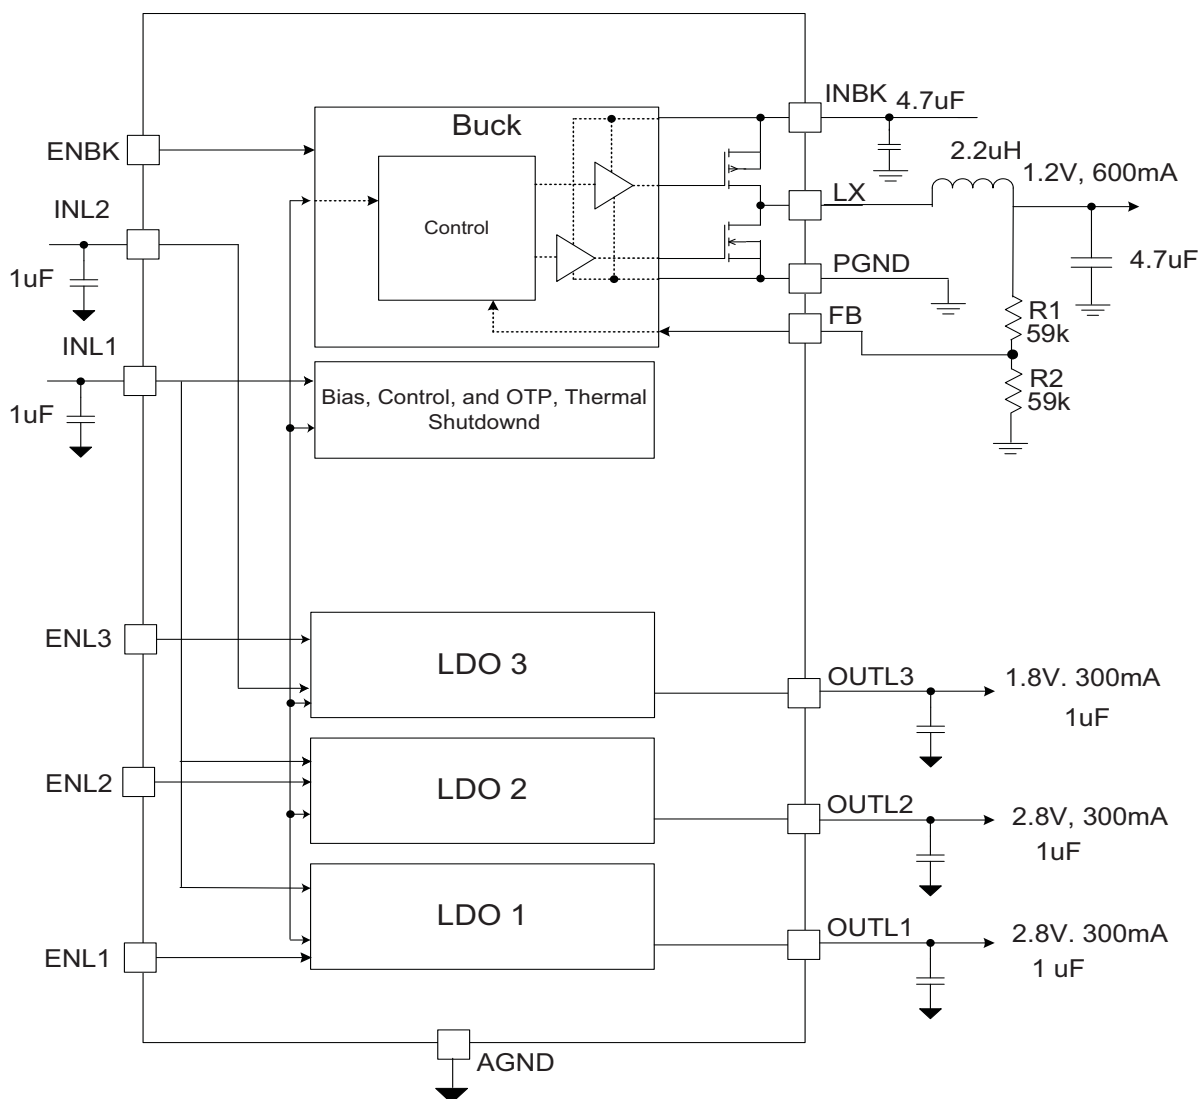 INBK
4.7uF
Buck
ENBK
2.2uH
1.2V, 600mA
INL2
LX
Control
1uF
PGND
4.7uF
FB
R1
59k
INL1
R2
59k
Bias, Control, and OTP, Thermal
Shutdownd
1uF
ENL3
LDO 3
OUTL3
1.8V. 300mA
1uF
ENL2
LDO 2
OUTL2
2.8V, 300mA
1uF
LDO 1
OUTL1
2.8V. 300mA
1 uF
ENL1
AGND